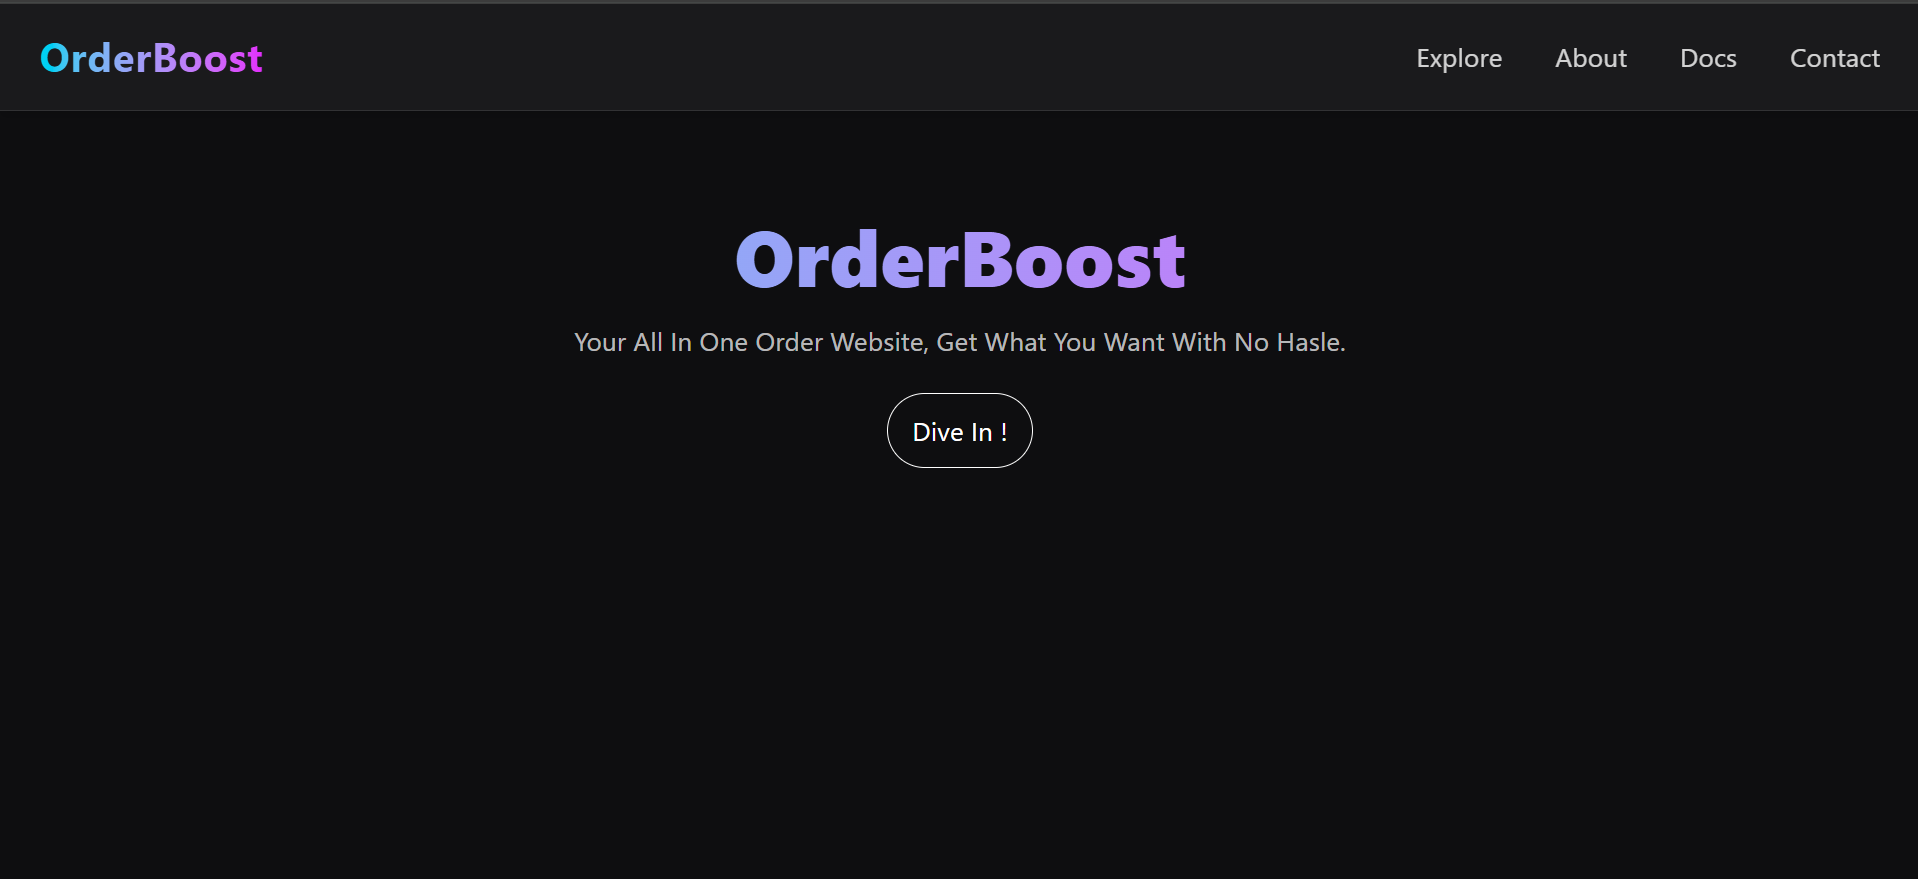 OrderBoost
Explore About Docs Contact
OrderBoost
Your All In One Order Website, Get What You Want With No Hasle.
Dive In !